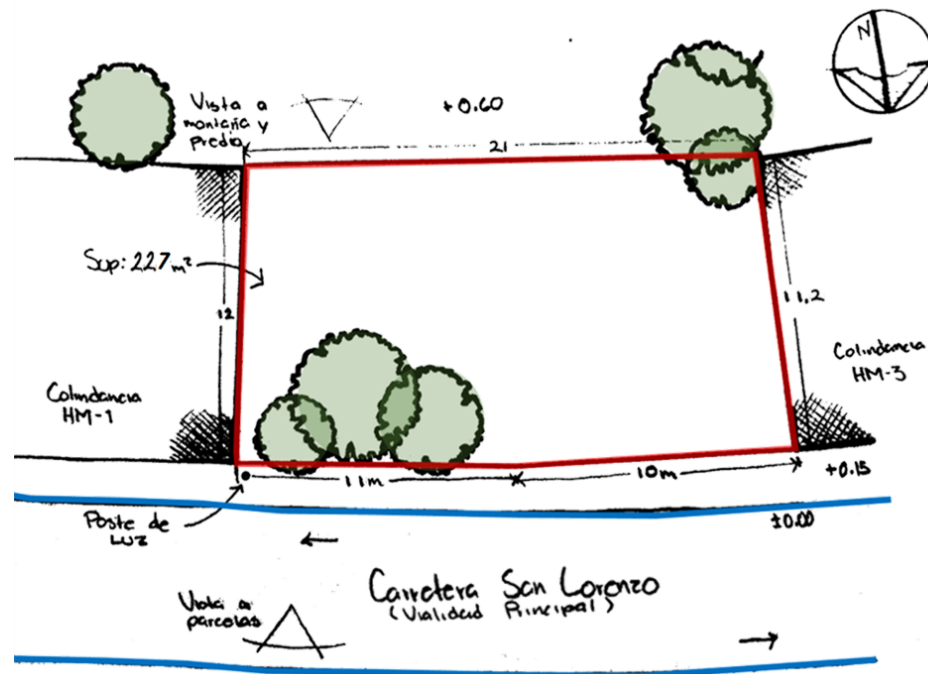 N
Vista a
montaña y
Predio
+0.60
21
Sup: 227 m²
12
11,2
Colindancia
HM-3
Colindancia
HM-1
11m
10m
+0.15
±0.00
Poste de
LUZ
Carretera San Lorenzo
(Vialidad Principal)
Vista a
parcelas